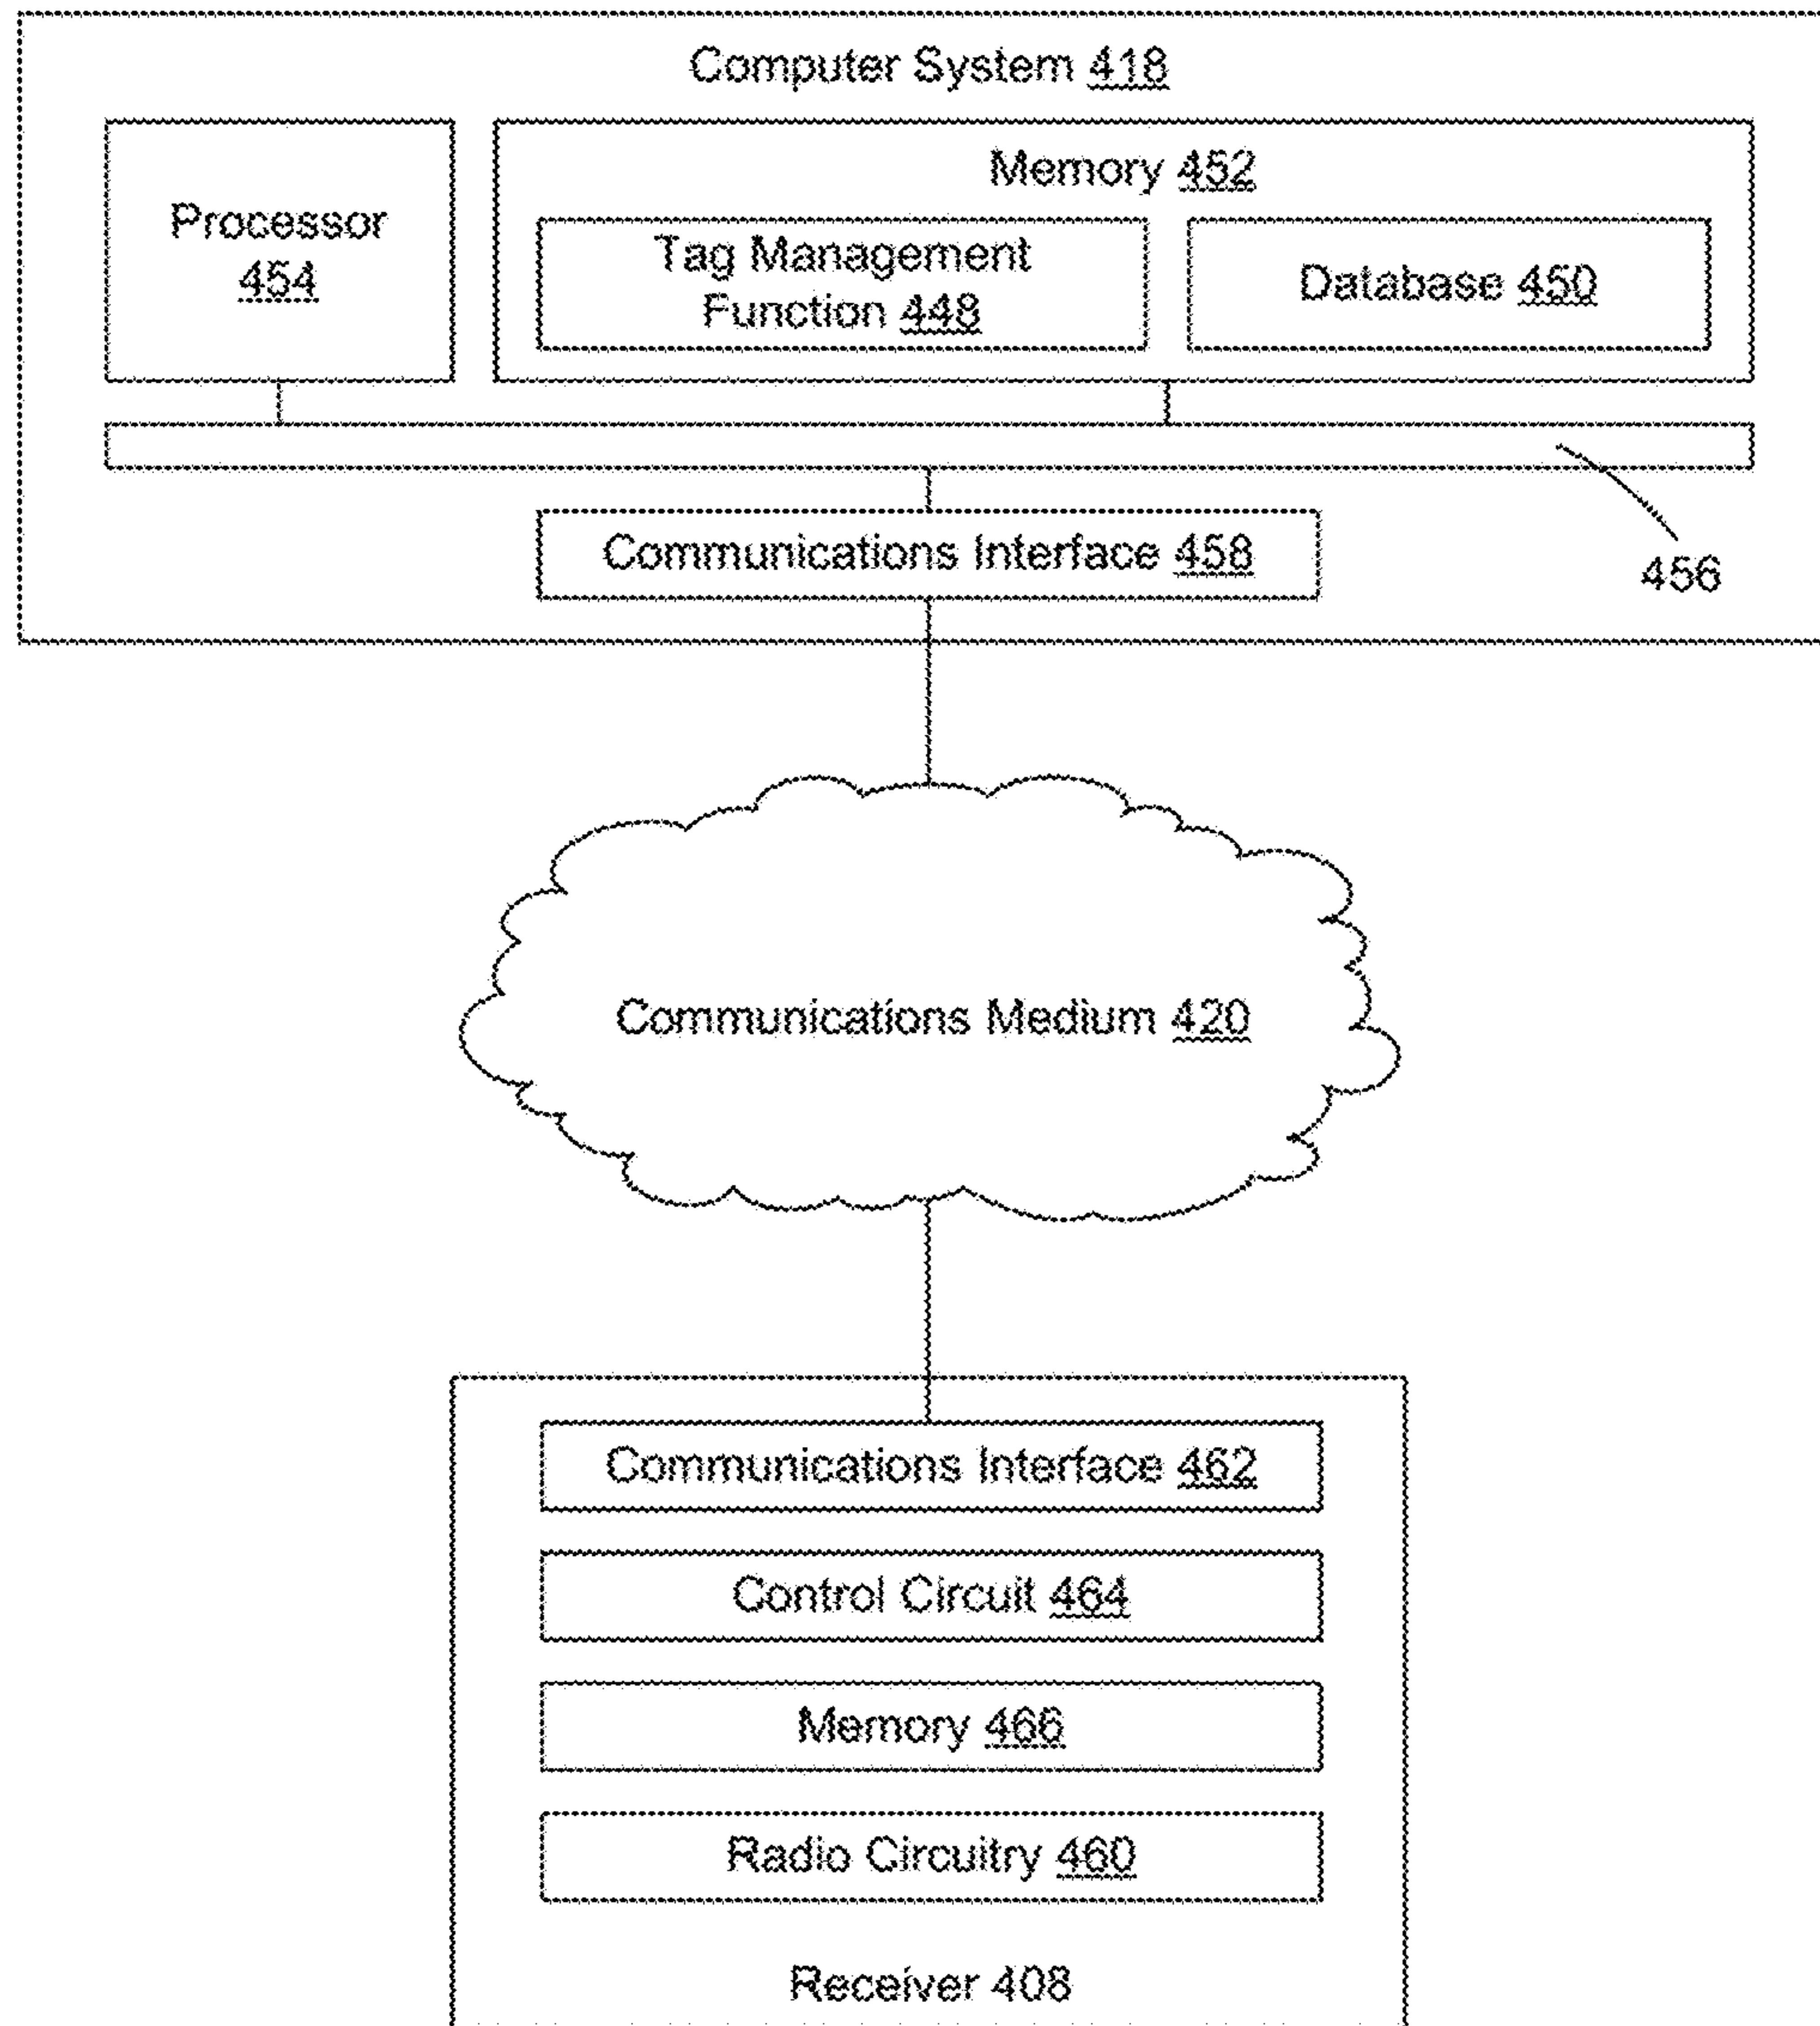 Computer System 418
Processor
454
Memory 452
Tag Management
Function 448
Database 450
456
Communications Interface 458
Communications Medium 420
Communications Interface 462
Control Circuit 464
Memory 466
Radio Circuitry 460
Receiver 408